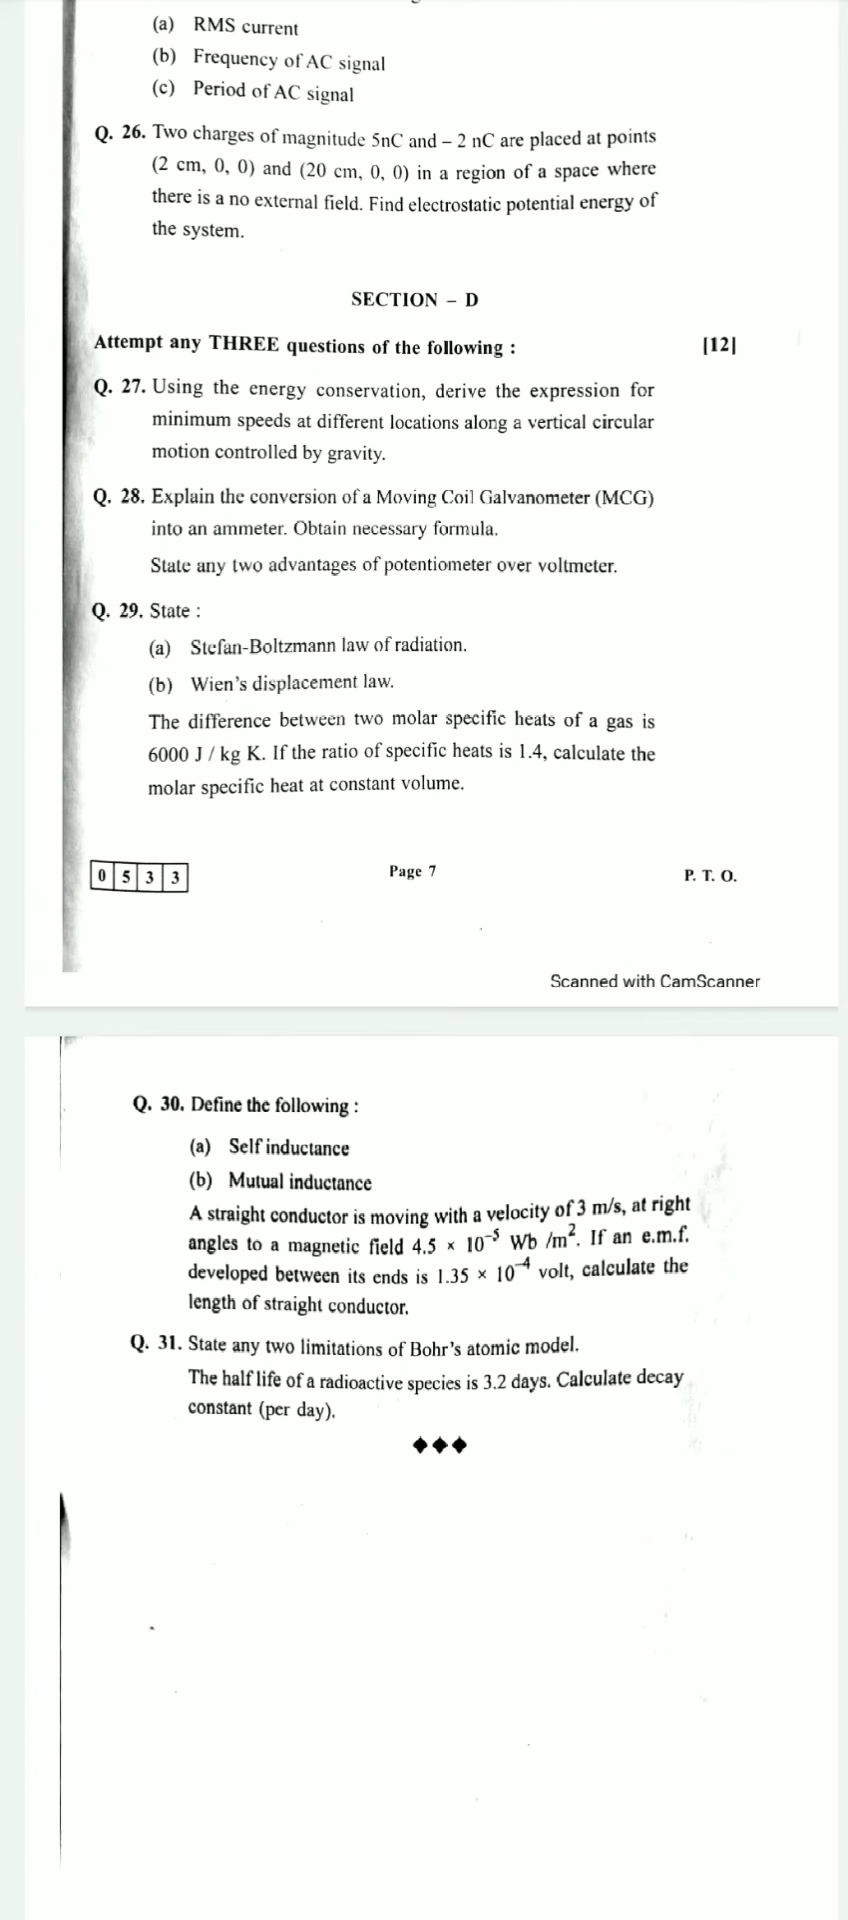 (a) RMS current
(b) Frequency of AC signal
(c) Period of AC signal
Q. 26. Two charges of magnitude 5nC and – 2 nC are placed at points
(2 cm, 0, 0) and (20 cm, 0, 0) in a region of a space where
there is a no external field. Find electrostatic potential energy of
the system.
SECTION – D
Attempt any THREE questions of the following : [12]
Q. 27. Using the energy conservation, derive the expression for
minimum speeds at different locations along a vertical circular
motion controlled by gravity.
Q. 28. Explain the conversion of a Moving Coil Galvanometer (MCG)
into an ammeter. Obtain necessary formula.
State any two advantages of potentiometer over voltmeter.
Q. 29. State :
(a) Stefan-Boltzmann law of radiation.
(b) Wien's displacement law.
The difference between two molar specific heats of a gas is
6000 J / kg K. If the ratio of specific heats is 1.4, calculate the
molar specific heat at constant volume.
0 5 3 3 Page 7 P. T. O.
Scanned with CamScanner
Q. 30. Define the following :
(a) Self inductance
(b) Mutual inductance
A straight conductor is moving with a velocity of 3 m/s, at right
angles to a magnetic field 4.5 × 10⁻⁵ Wb /m². If an e.m.f.
developed between its ends is 1.35 × 10⁻⁴ volt, calculate the
length of straight conductor.
Q. 31. State any two limitations of Bohr's atomic model.
The half life of a radioactive species is 3.2 days. Calculate decay
constant (per day).